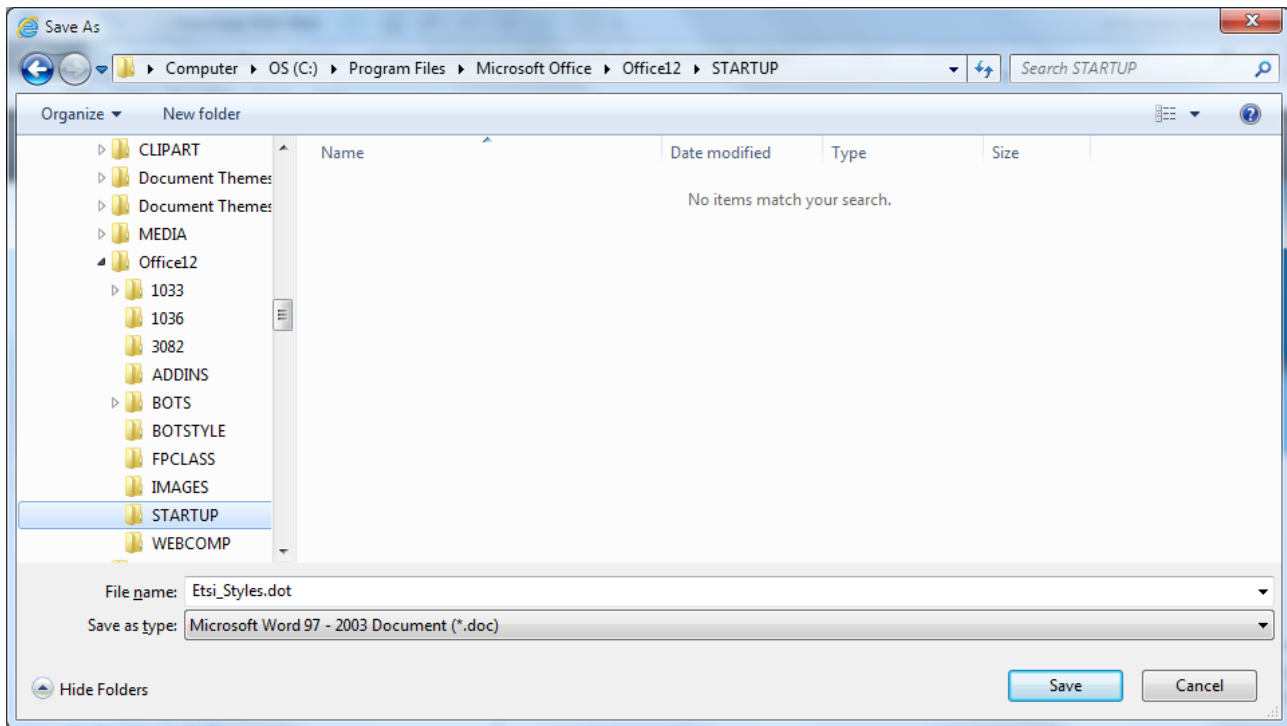 Save As
Computer OS (C:) Program Files Microsoft Office Office12 STARTUP Search STARTUP
Organize New folder
Name Date modified Type Size
No items match your search.
CLIPART
Document Themes
Document Themes
MEDIA
Office12
1033
1036
3082
ADDINS
BOTS
BOTSTYLE
FPCLASS
IMAGES
STARTUP
WEBCOMP
File name: Etsi_Styles.dot
Save as type: Microsoft Word 97 - 2003 Document (*.doc)
Hide Folders Save Cancel